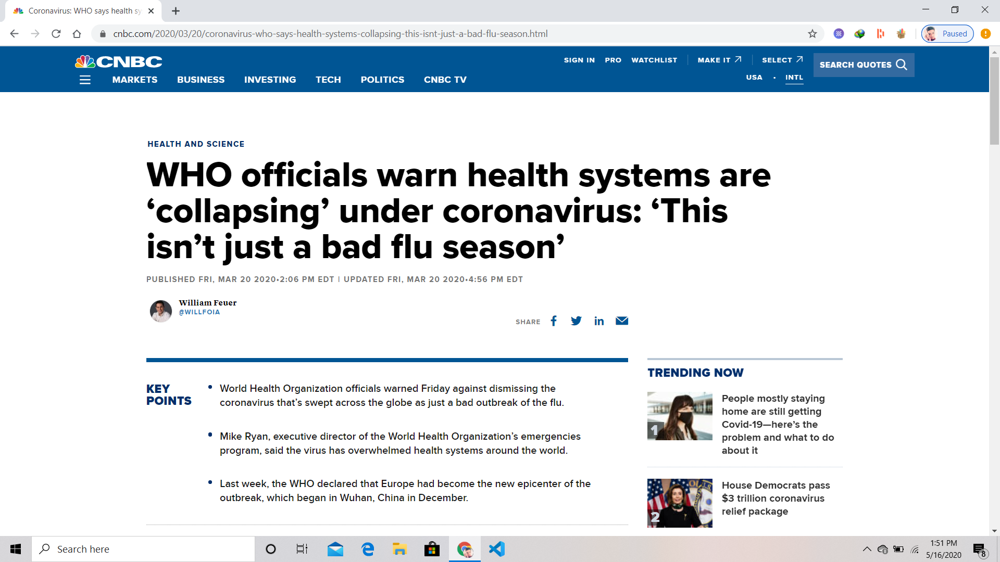 Coronavirus: WHO says health sy
cnbc.com/2020/03/20/coronavirus-who-says-health-systems-collapsing-this-isnt-just-a-bad-flu-season.html
Paused
CNBC
SIGN IN PRO WATCHLIST MAKE IT SELECT
SEARCH QUOTES
USA • INTL
MARKETS BUSINESS INVESTING TECH POLITICS CNBC TV
HEALTH AND SCIENCE
WHO officials warn health systems are
‘collapsing’ under coronavirus: ‘This
isn’t just a bad flu season’
PUBLISHED FRI, MAR 20 2020•2:06 PM EDT | UPDATED FRI, MAR 20 2020•4:56 PM EDT
William Feuer
@WILLFOIA
SHARE
KEY
POINTS
• World Health Organization officials warned Friday against dismissing the
coronavirus that’s swept across the globe as just a bad outbreak of the flu.
• Mike Ryan, executive director of the World Health Organization’s emergencies
program, said the virus has overwhelmed health systems around the world.
• Last week, the WHO declared that Europe had become the new epicenter of the
outbreak, which began in Wuhan, China in December.
TRENDING NOW
1
People mostly staying
home are still getting
Covid-19—here’s the
problem and what to do
about it
2
House Democrats pass
$3 trillion coronavirus
relief package
Search here
1:51 PM
5/16/2020
8